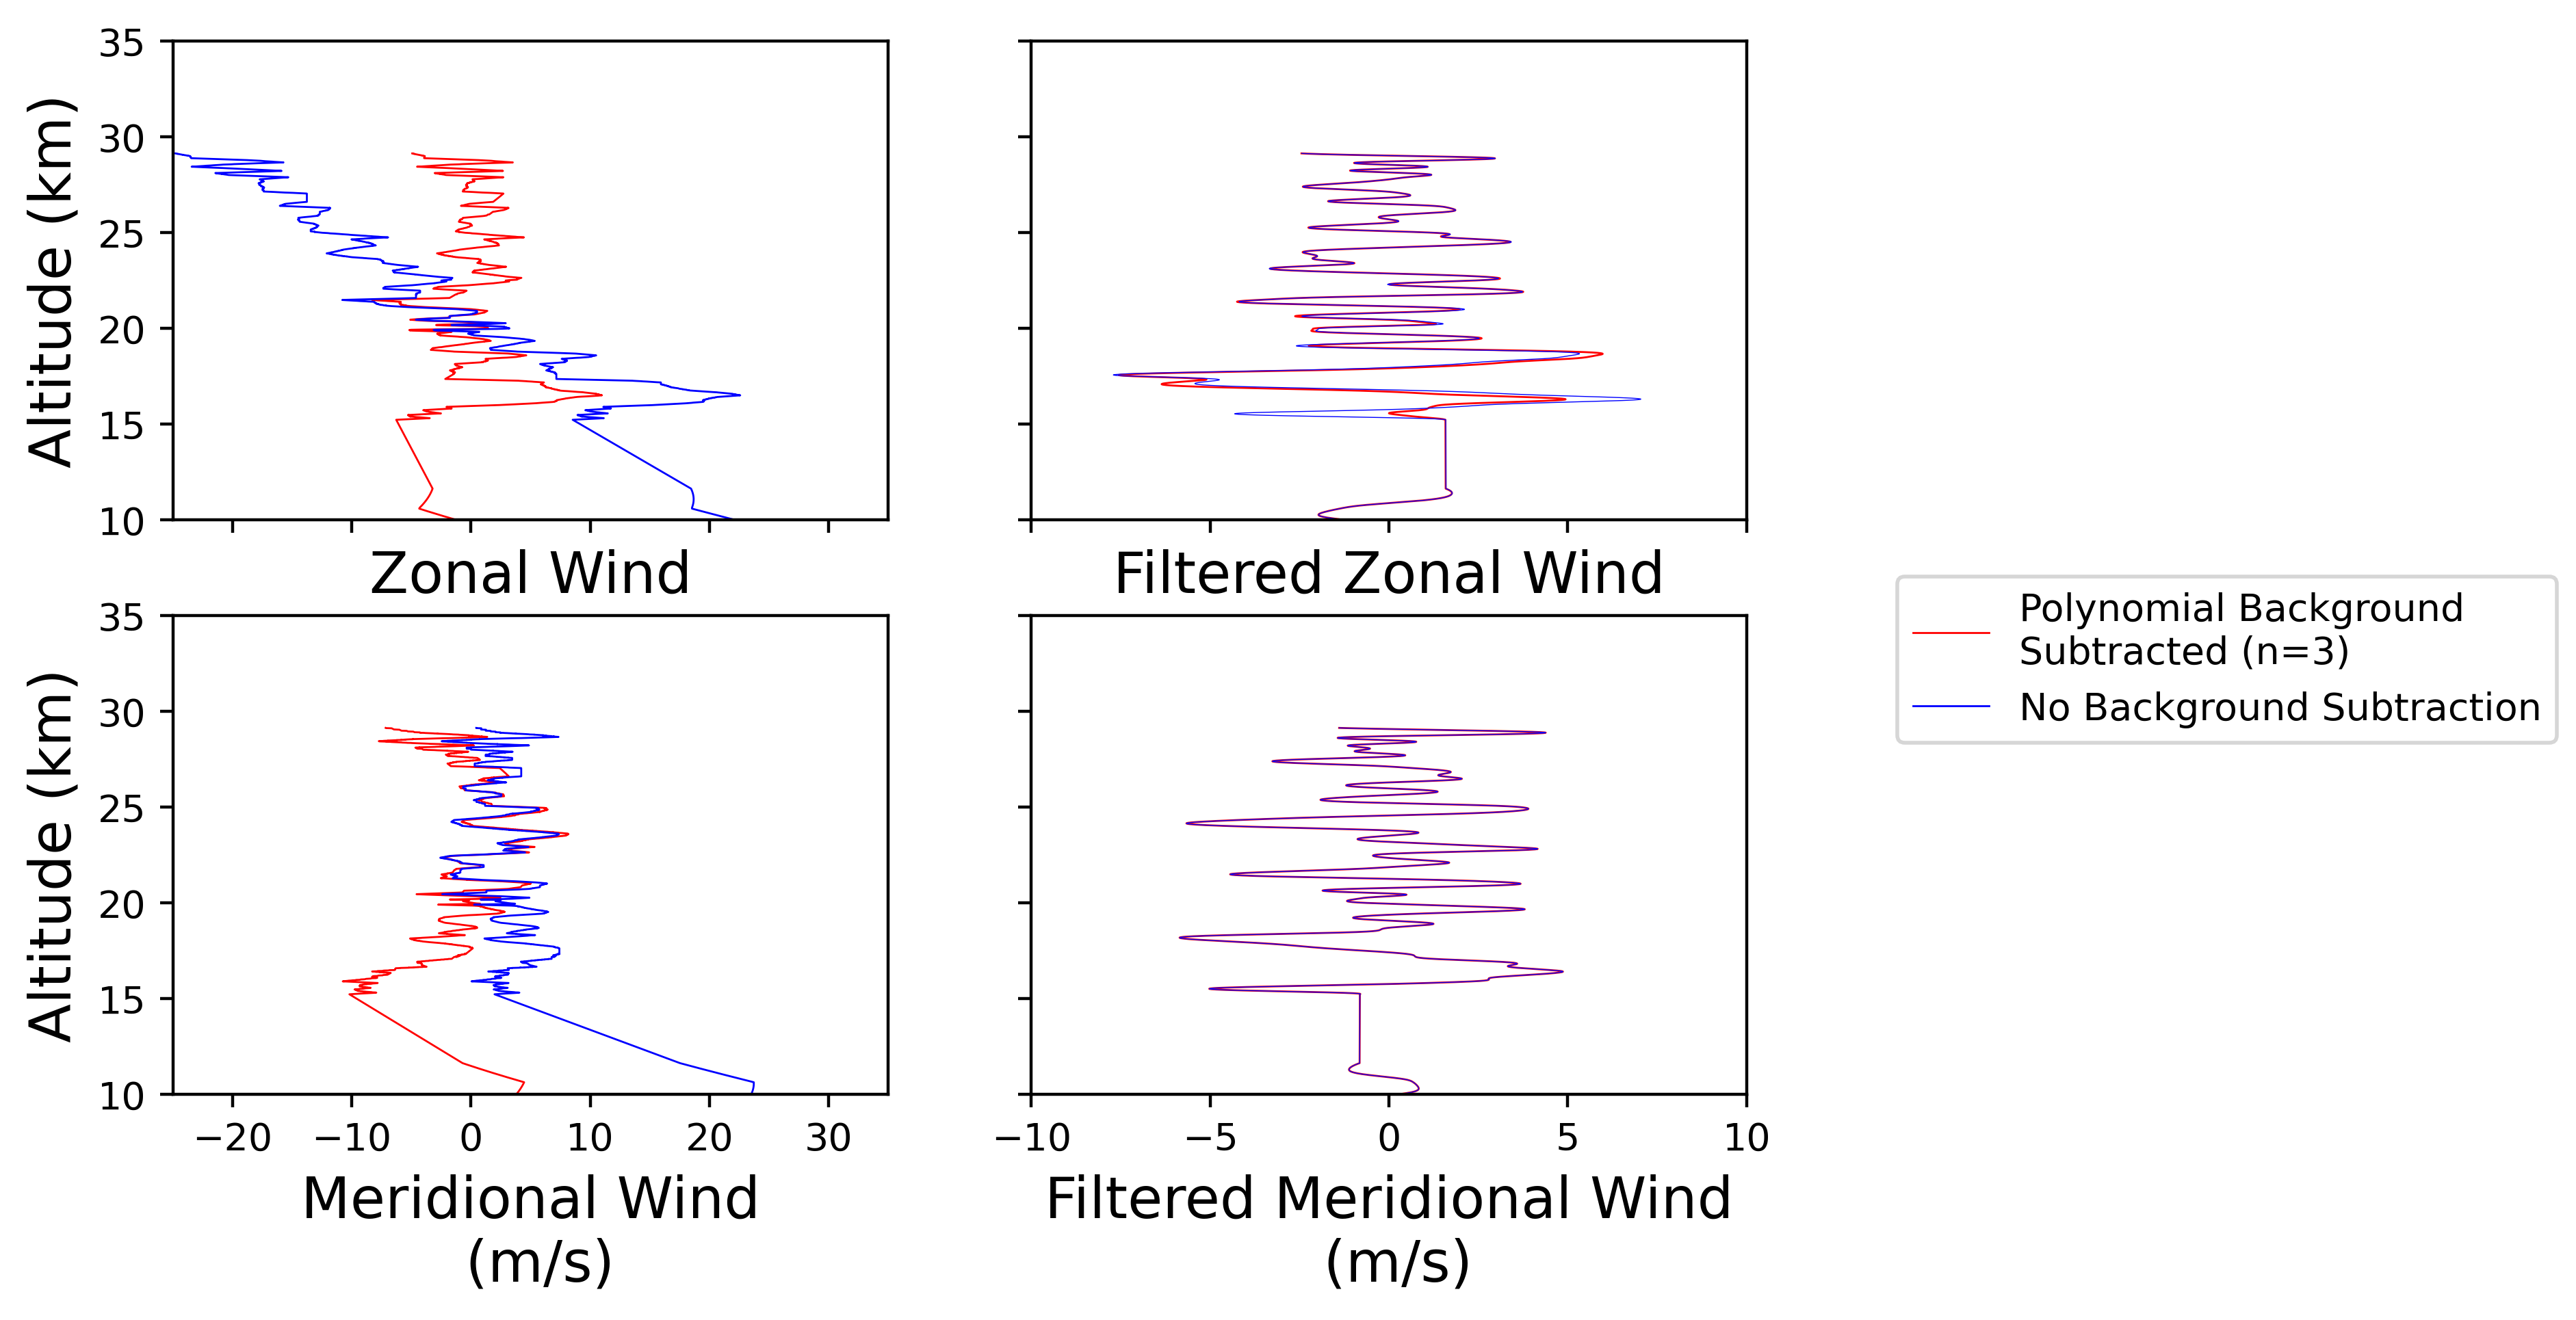 35
30
25
20
15
10
Altitude (km)
Zonal Wind
Filtered Zonal Wind
35
30
25
20
15
10
Altitude (km)
−20 −10 0 10 20 30
Meridional Wind
(m/s)
−10 −5 0 5 10
Filtered Meridional Wind
(m/s)
Polynomial Background
Subtracted (n=3)
No Background Subtraction